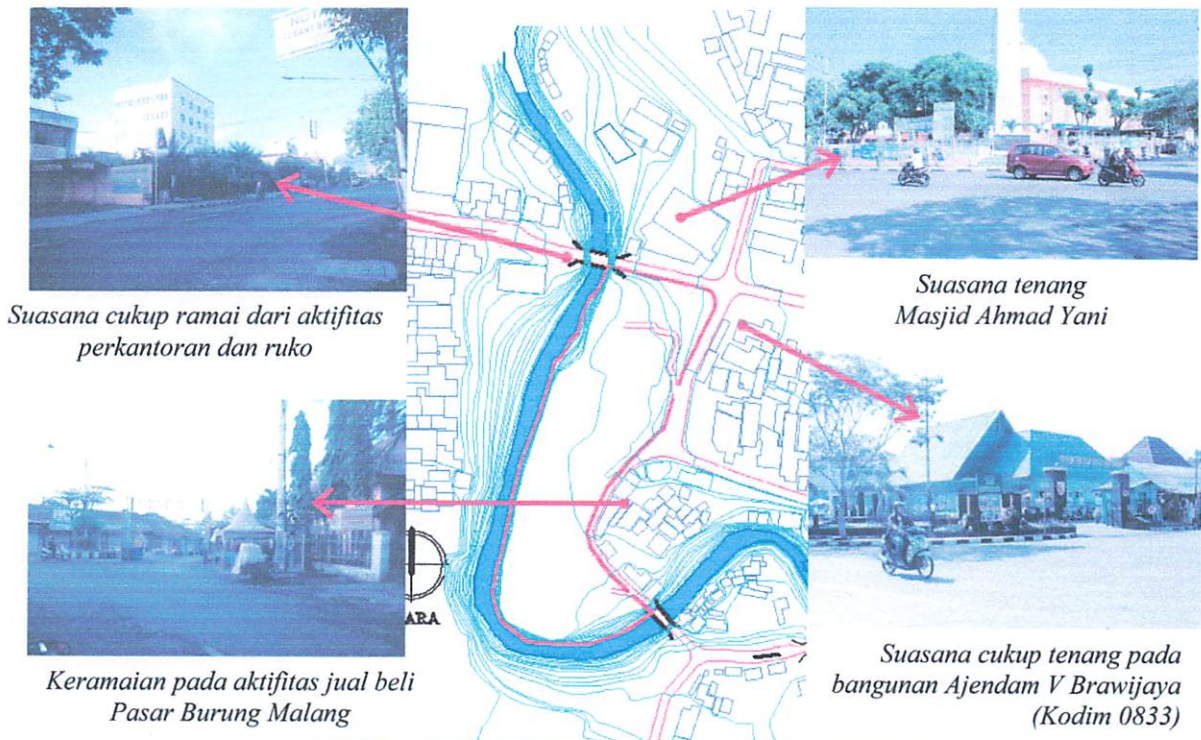 Suasana cukup ramai dari aktifitas
perkantoran dan ruko
Suasana tenang
Masjid Ahmad Yani
ARA
Keramaian pada aktifitas jual beli
Pasar Burung Malang
Suasana cukup tenang pada
bangunan Ajendam V Brawijaya
(Kodim 0833)